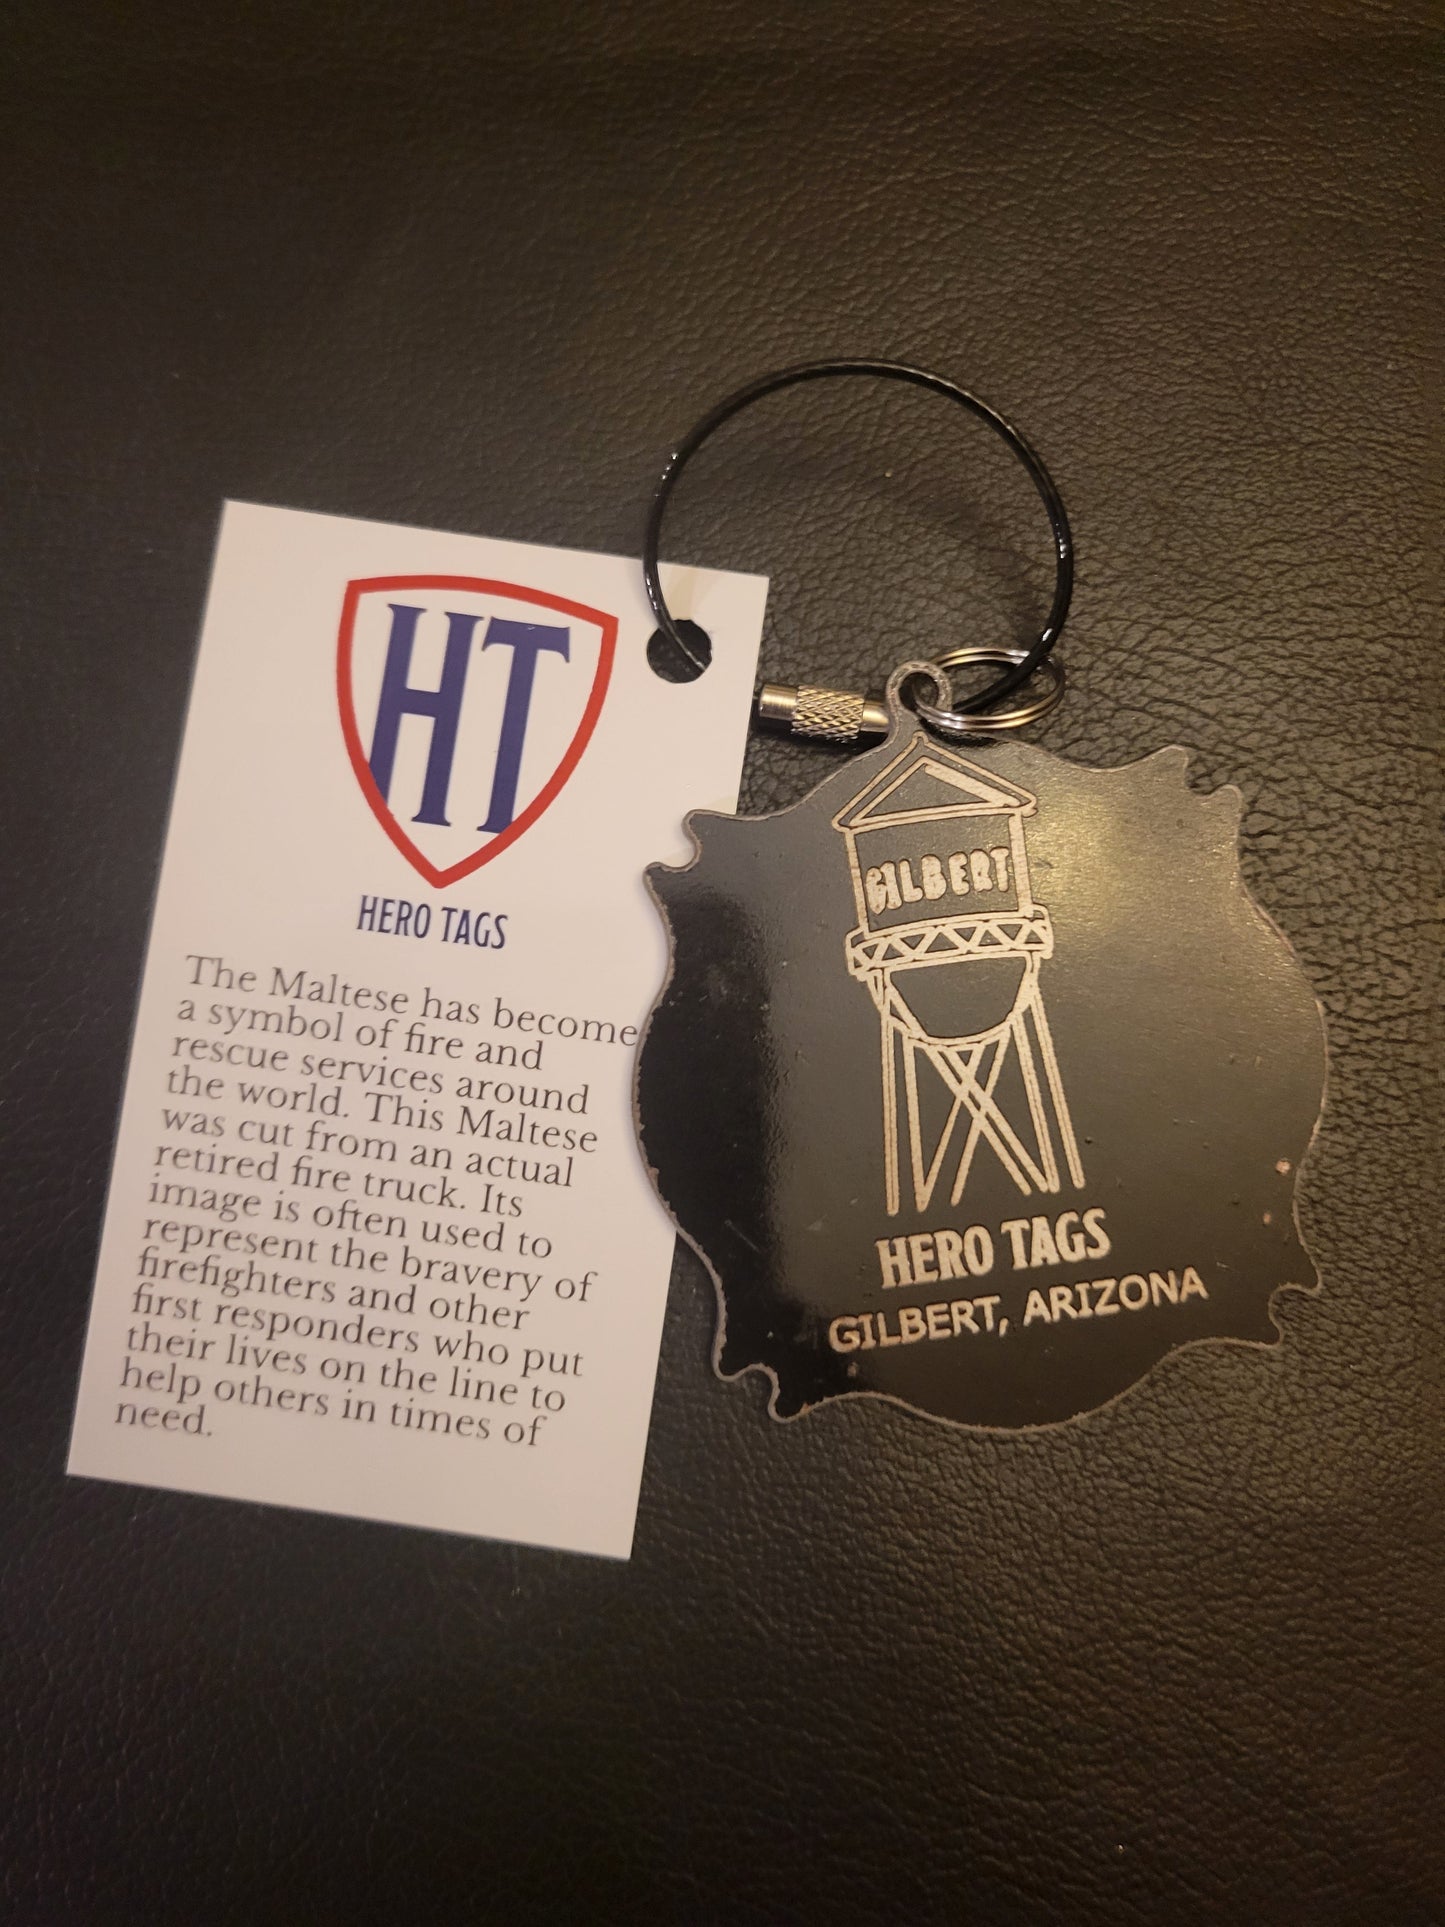 HT
HERO TAGS
The Maltese has become
a symbol of fire and
rescue services around
the world. This Maltese
was cut from an actual
retired fire truck. Its
image is often used to
represent the bravery of
firefighters and other
first responders who put
their lives on the line to
help others in times of
need.
GILBERT
HERO TAGS
GILBERT, ARIZONA